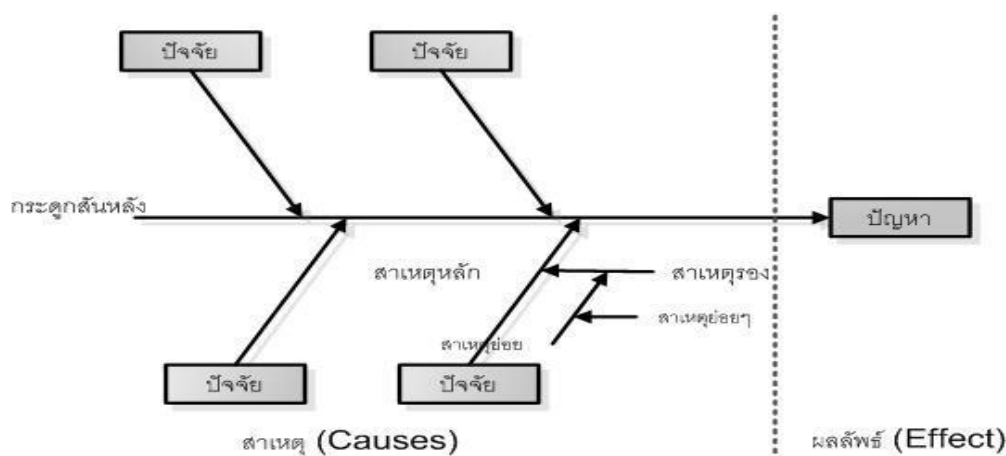 ปัจจัย
ปัจจัย
กระดูกสันหลัง
ปัญหา
สาเหตุหลัก
สาเหตุรอง
สาเหตุย่อยๆ
สาเหตุย่อย
ปัจจัย
ปัจจัย
สาเหตุ (Causes)
ผลลัพธ์ (Effect)